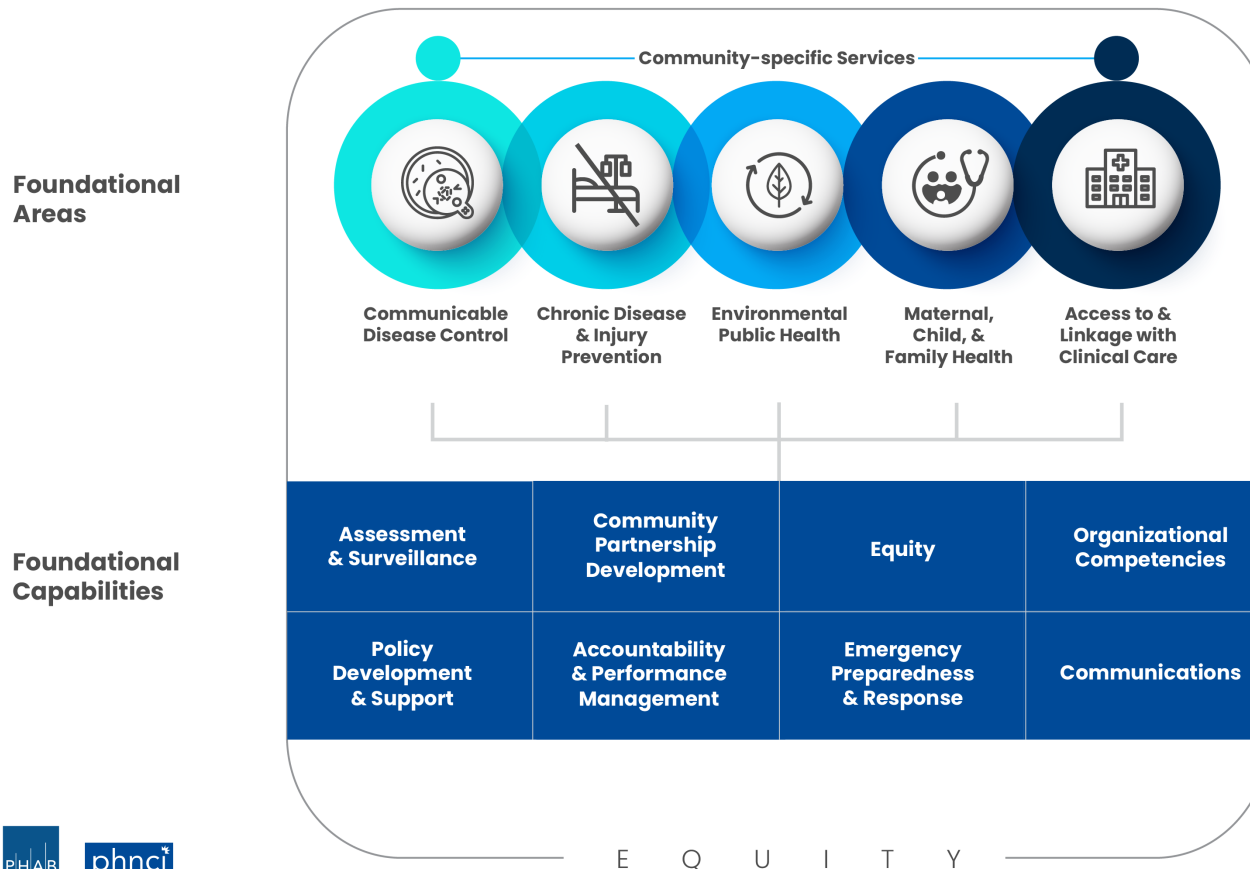 Community-specific Services
Foundational
Areas
Communicable
Disease Control
Chronic Disease
& Injury
Prevention
Environmental
Public Health
Maternal,
Child, &
Family Health
Access to &
Linkage with
Clinical Care
Foundational
Capabilities
Assessment
& Surveillance
Community
Partnership
Development
Equity
Organizational
Competencies
Policy
Development
& Support
Accountability
& Performance
Management
Emergency
Preparedness
& Response
Communications
PHAB
phnci
E Q U I T Y